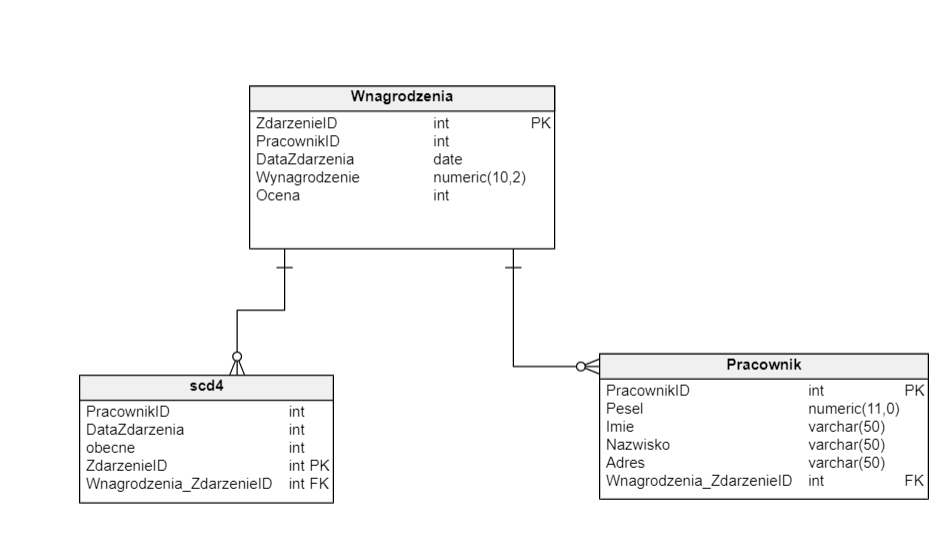 Wnagrodzenia
ZdarzenieID int PK
PracownikID int
DataZdarzenia date
Wynagrodzenie numeric(10,2)
Ocena int
scd4
PracownikID int
DataZdarzenia int
obecne int
ZdarzenieID int PK
Wnagrodzenia_ZdarzenieID int FK
Pracownik
PracownikID int PK
Pesel numeric(11,0)
Imie varchar(50)
Nazwisko varchar(50)
Adres varchar(50)
Wnagrodzenia_ZdarzenieID int FK